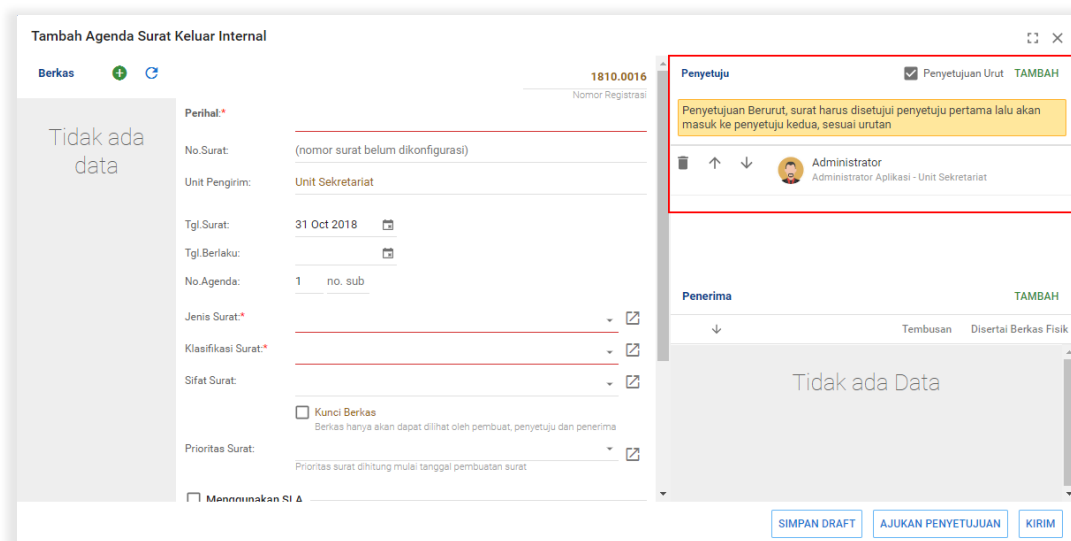 Tambah Agenda Surat Keluar Internal
Berkas
Tidak ada
data
1810.0016
Nomor Registrasi
Perihal:*
No.Surat: (nomor surat belum dikonfigurasi)
Unit Pengirim: Unit Sekretariat
Tgl.Surat: 31 Oct 2018
Tgl.Berlaku:
No.Agenda: 1 no. sub
Jenis Surat:*
Klasifikasi Surat:*
Sifat Surat:
Kunci Berkas
Berkas hanya akan dapat dilihat oleh pembuat, penyetuju dan penerima
Prioritas Surat:
Prioritas surat dihitung mulai tanggal pembuatan surat
Menggunakan SLA
Penyetuju Penyetujuan Urut TAMBAH
Penyetujuan Berurut, surat harus disetujui penyetuju pertama lalu akan
masuk ke penyetuju kedua, sesuai urutan
Administrator
Administrator Aplikasi - Unit Sekretariat
Penerima TAMBAH
Tembusan Disertai Berkas Fisik
Tidak ada Data
SIMPAN DRAFT AJUKAN PENYETUJUAN KIRIM